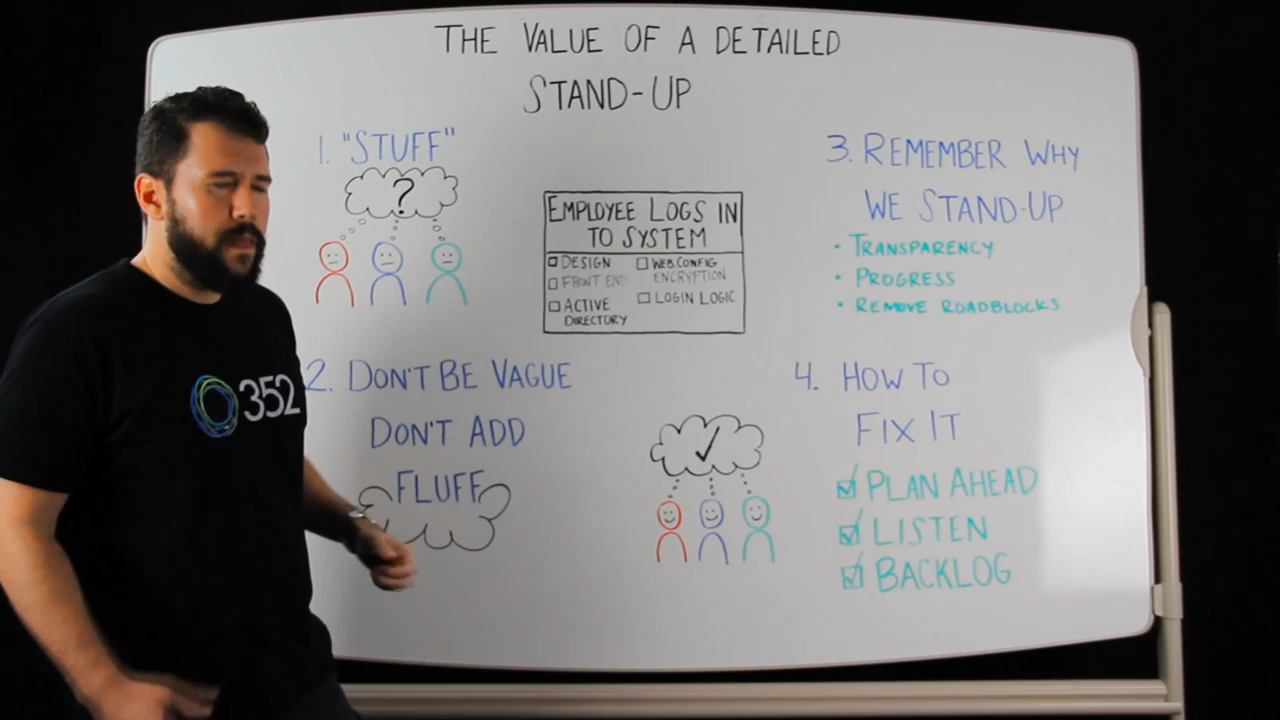 THE VALUE OF A DETAILED
STAND-UP
1. "STUFF"
?
EMPLOYEE LOGS IN
TO SYSTEM
DESIGN
FRONT END
ACTIVE
DIRECTORY
WEB.CONFIG
ENCRYPTION
LOGIN LOGIC
2. DON'T BE VAGUE
DON'T ADD
FLUFF
3. REMEMBER WHY
WE STAND-UP
• TRANSPARENCY
• PROGRESS
• REMOVE ROADBLOCKS
4. HOW TO
FIX IT
PLAN AHEAD
LISTEN
BACKLOG
352